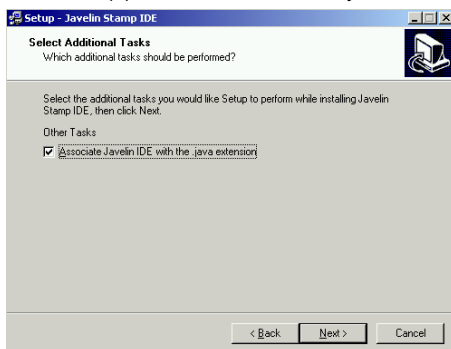 Setup - Javelin Stamp IDE
Select Additional Tasks
Which additional tasks should be performed?
Select the additional tasks you would like Setup to perform while installing Javelin
Stamp IDE, then click Next.
Other Tasks
Associate Javelin IDE with the .java extension
< Back Next > Cancel